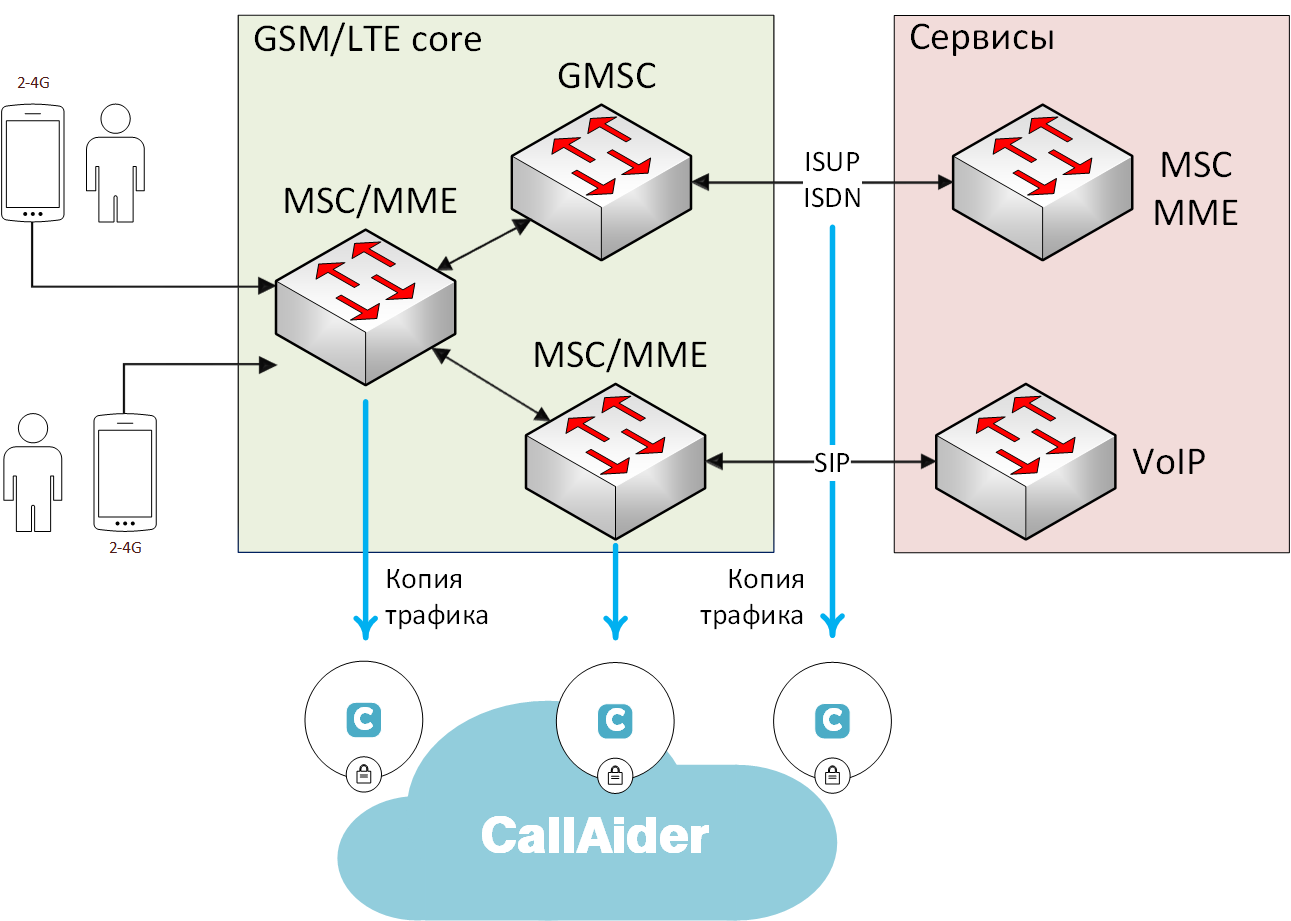 GSM/LTE core
Сервисы
2-4G
GMSC
MSC/MME
ISUP
ISDN
MSC
MME
MSC/MME
SIP
VoIP
2-4G
Копия
трафика
Копия
трафика
C
C
C
CallAider